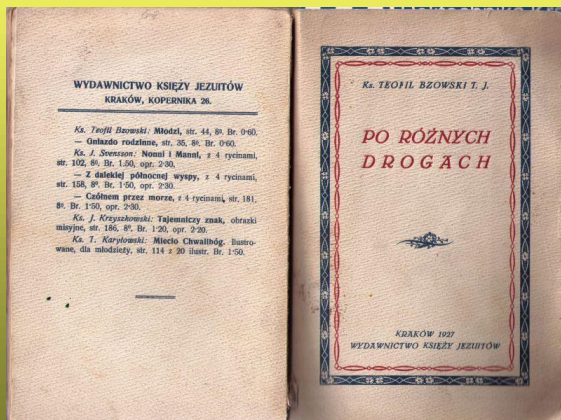 WYDAWNICTWO KSIĘŻY JEZUITÓW
KRAKÓW, KOPERNIKA 26.
Ks. Teofil Bzowski: Młodzi, str. 44, 8º. Br. 0·60.
— Gniazdo rodzinne, str. 35, 8º. Br. 0·60.
Ks. J. Svensson: Nonni i Manni, z 4 rycinami,
str. 102, 8º. Br. 1.50, opr. 2·30.
— Z dalekiej północnej wyspy, z 4 rycinami,
str. 158, 8º. Br. 1·50, opr. 2·30.
— Czółnem przez morze, z 4 rycinami, str. 181,
8º. Br. 1·50, opr. 2·30.
Ks. J. Krzyszkowski: Tajemniczy znak, obrazki
misyjne, str. 186, 8º. Br. 1·20, opr. 2·20.
Ks. T. Karyłowski: Miecio Chwalibóg. Ilustro-
wane, dla młodzieży, str. 114 z 20 ilustr. Br. 1·50.
Ks. TEOFIL BZOWSKI T. J.
PO RÓŻNYCH
DROGACH
KRAKÓW 1927
WYDAWNICTWO KSIĘŻY JEZUITÓW